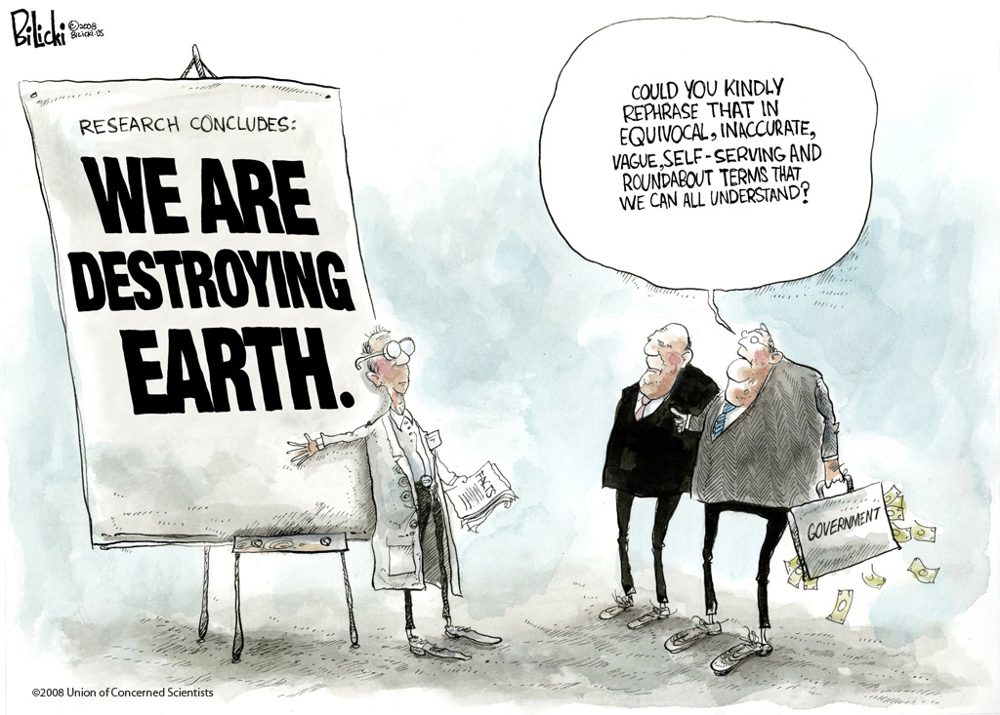 Bilicki
©2008
BILICKI.US
RESEARCH CONCLUDES:
WE ARE
DESTROYING
EARTH.
COULD YOU KINDLY
REPHRASE THAT IN
EQUIVOCAL, INACCURATE,
VAGUE, SELF-SERVING AND
ROUNDABOUT TERMS THAT
WE CAN ALL UNDERSTAND?
FACTS
GOVERNMENT
©2008 Union of Concerned Scientists